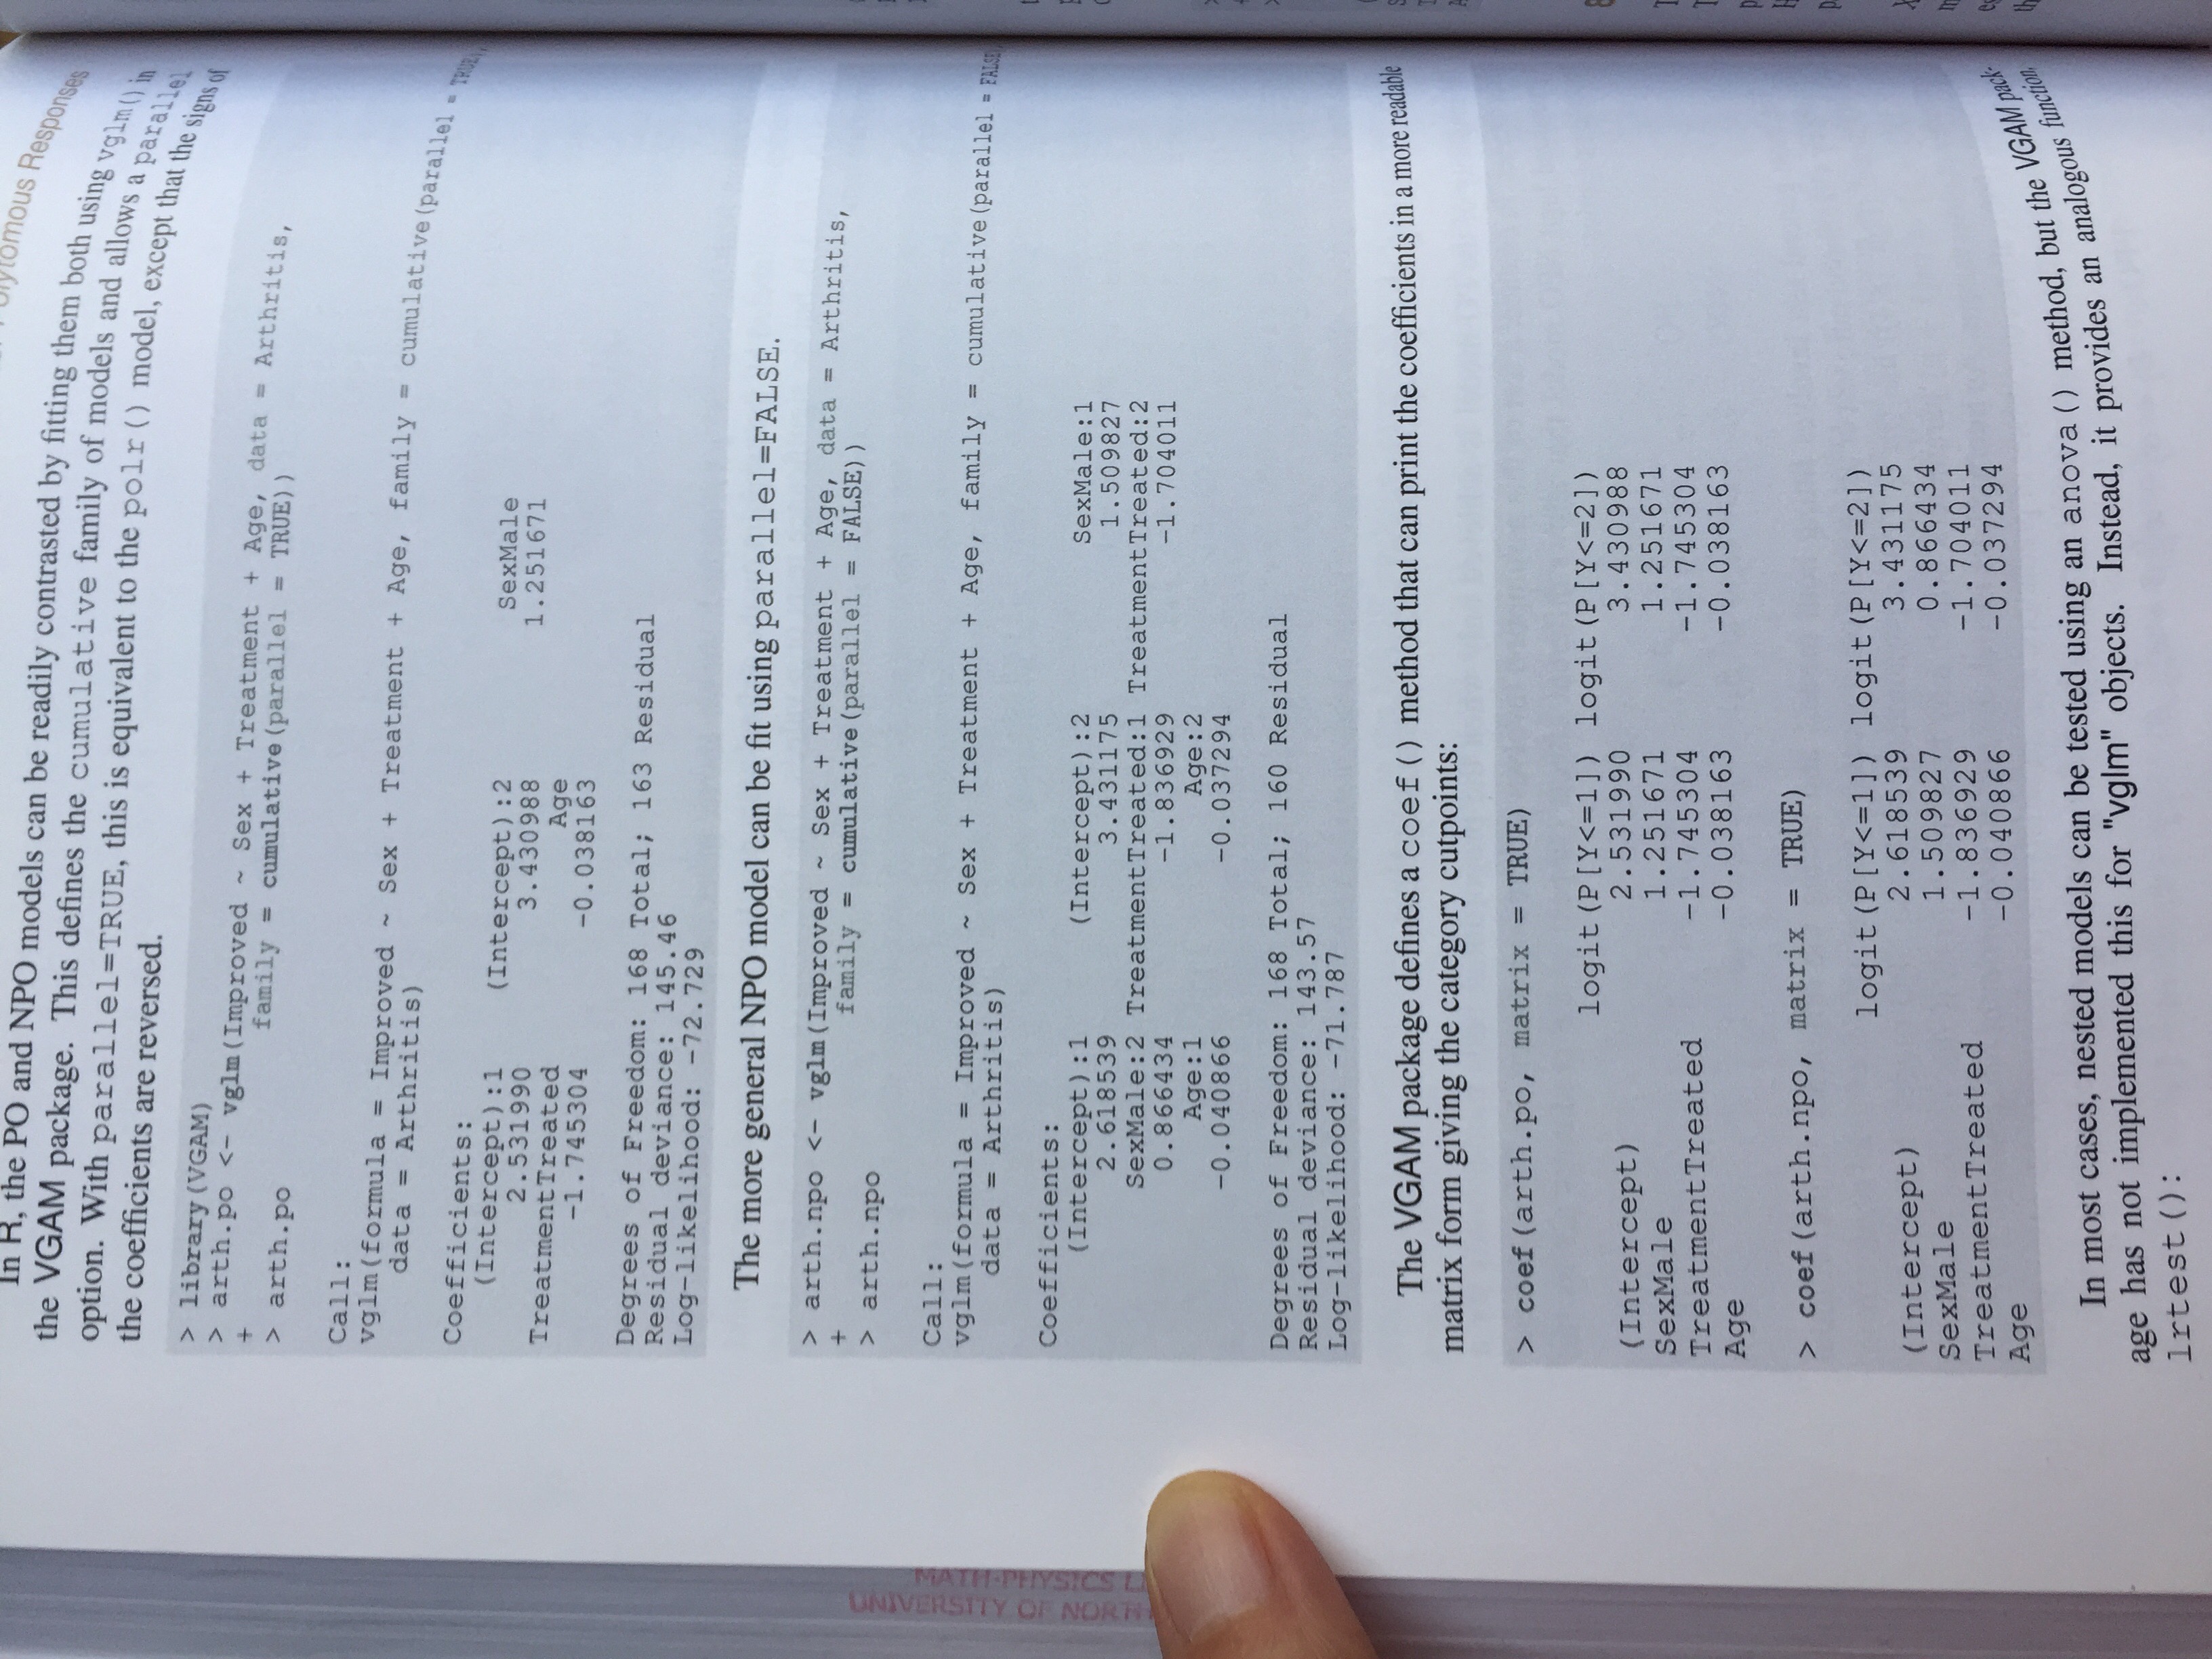 Polytomous Responses
In R, the PO and NPO models can be readily contrasted by fitting them both using vglm() in
the VGAM package. This defines the cumulative family of models and allows a parallel
option. With parallel=TRUE, this is equivalent to the polr() model, except that the signs of
the coefficients are reversed.
> library(VGAM)
> arth.po <- vglm(Improved ~ Sex + Treatment + Age, data = Arthritis,
+ family = cumulative(parallel = TRUE))
> arth.po
Call:
vglm(formula = Improved ~ Sex + Treatment + Age, family = cumulative(parallel = TRUE),
data = Arthritis)
Coefficients:
(Intercept):1 (Intercept):2 SexMale
2.531990 3.430988 1.251671
TreatmentTreated Age
-1.745304 -0.038163
Degrees of Freedom: 168 Total; 163 Residual
Residual deviance: 145.46
Log-likelihood: -72.729
The more general NPO model can be fit using parallel=FALSE.
> arth.npo <- vglm(Improved ~ Sex + Treatment + Age, data = Arthritis,
+ family = cumulative(parallel = FALSE))
> arth.npo
Call:
vglm(formula = Improved ~ Sex + Treatment + Age, family = cumulative(parallel = FALSE
data = Arthritis)
Coefficients:
(Intercept):1 (Intercept):2 SexMale:1
2.618539 3.431175 1.509827
SexMale:2 TreatmentTreated:1 TreatmentTreated:2
0.866434 -1.836929 -1.704011
Age:1 Age:2
-0.040866 -0.037294
Degrees of Freedom: 168 Total; 160 Residual
Residual deviance: 143.57
Log-likelihood: -71.787
The VGAM package defines a coef() method that can print the coefficients in a more readable
matrix form giving the category cutpoints:
> coef(arth.po, matrix = TRUE)
logit(P[Y<=1]) logit(P[Y<=2])
(Intercept) 2.531990 3.430988
SexMale 1.251671 1.251671
TreatmentTreated -1.745304 -1.745304
Age -0.038163 -0.038163
> coef(arth.npo, matrix = TRUE)
logit(P[Y<=1]) logit(P[Y<=2])
(Intercept) 2.618539 3.431175
SexMale 1.509827 0.866434
TreatmentTreated -1.836929 -1.704011
Age -0.040866 -0.037294
In most cases, nested models can be tested using an anova() method, but the VGAM pack-
age has not implemented this for "vglm" objects. Instead, it provides an analogous function,
lrtest():
MATH-PHYSICS
UNIVERSITY OF NORTH